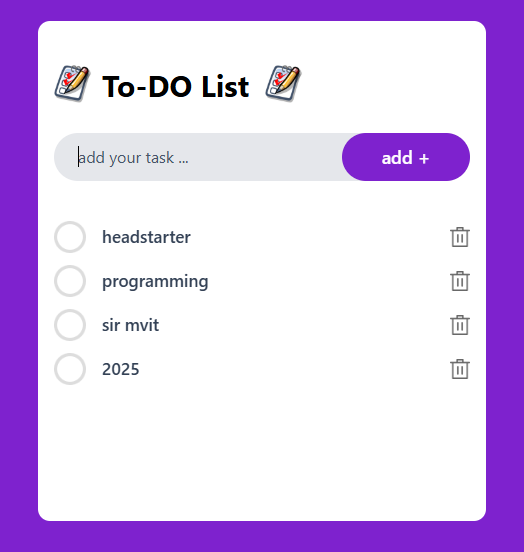 To-DO List
add your task ...
add +
headstarter
programming
sir mvit
2025